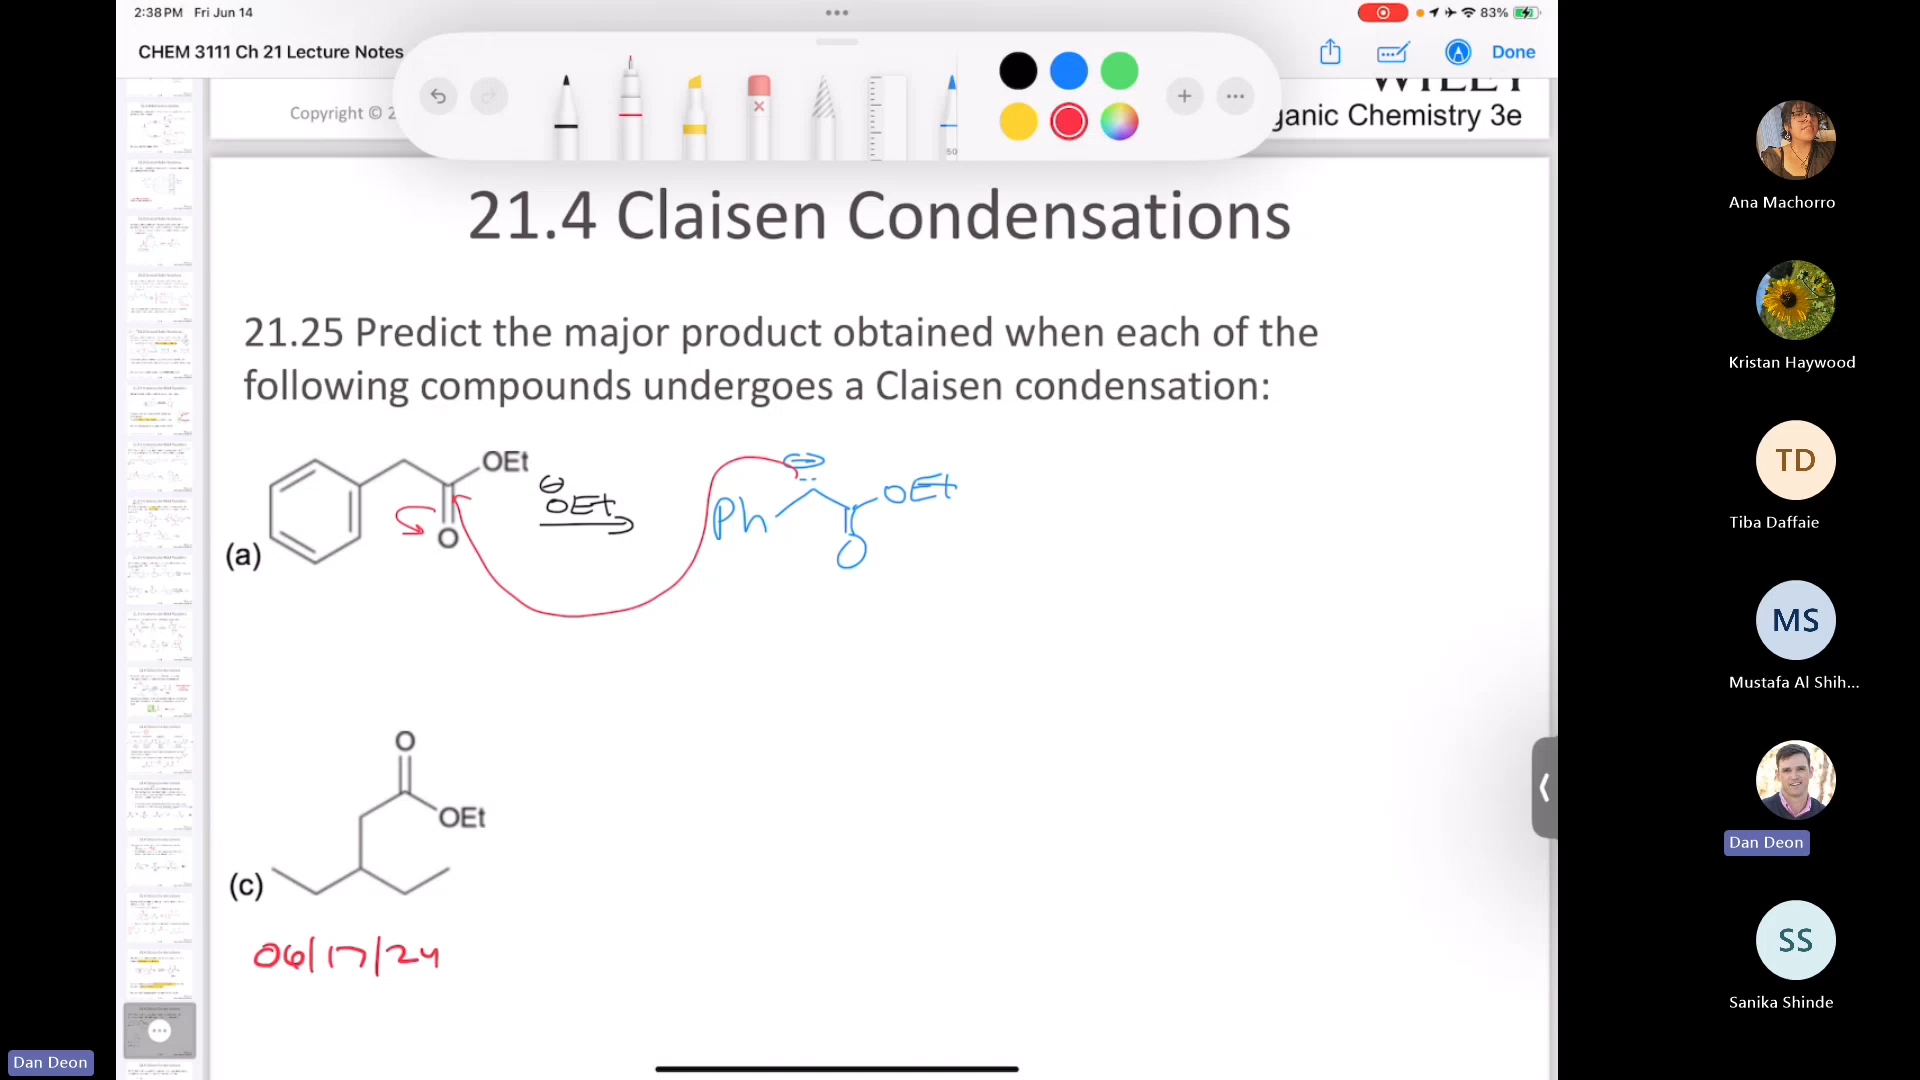 2:38 PM Fri Jun 14
83%
CHEM 3111 Ch 21 Lecture Notes
Done
50
Copyright © 2
WILEY
ganic Chemistry 3e
21.4 Claisen Condensations
21.25 Predict the major product obtained when each of the
following compounds undergoes a Claisen condensation:
(a)
OEt
O
⊖
OEt
⊖
Ph
OEt
O
(c)
O
OEt
06/17/24
Ana Machorro
Kristan Haywood
TD
Tiba Daffaie
MS
Mustafa Al Shih...
Dan Deon
SS
Sanika Shinde
Dan Deon